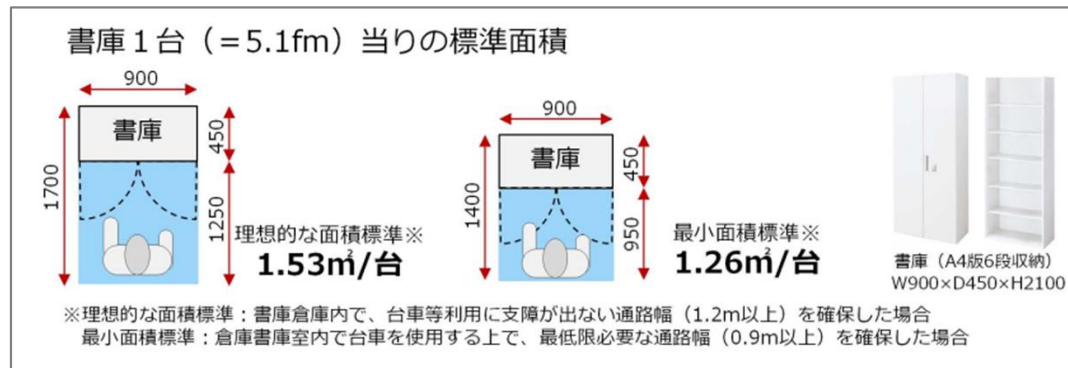 書庫１台（＝5.1fm）当りの標準面積
900
書庫
450
1700
1250
理想的な面積標準※
1.53㎡/台
900
書庫
450
1400
950
最小面積標準※
1.26㎡/台
書庫（A4版6段収納）
W900×D450×H2100
※理想的な面積標準：書庫倉庫内で、台車等利用に支障が出ない通路幅（1.2m以上）を確保した場合
最小面積標準：倉庫書庫室内で台車を使用する上で、最低限必要な通路幅（0.9m以上）を確保した場合